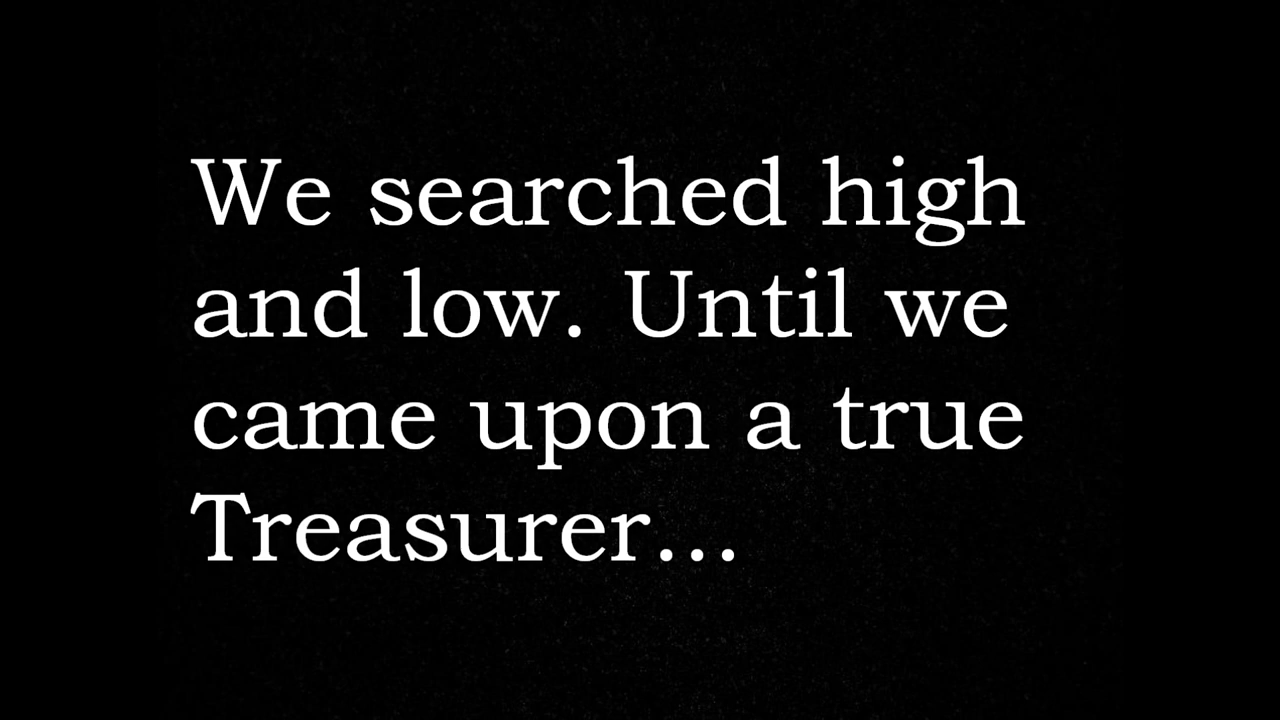 We searched high
and low. Until we
came upon a true
Treasurer...